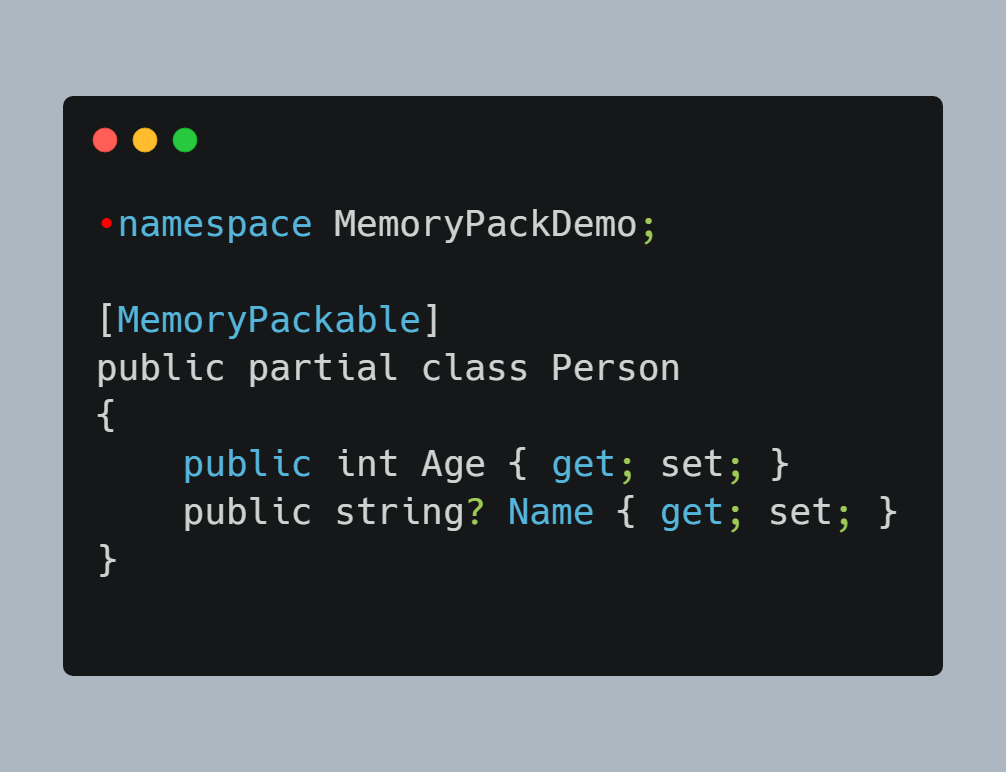 •namespace MemoryPackDemo;

[MemoryPackable]
public partial class Person
{
    public int Age { get; set; }
    public string? Name { get; set; }
}